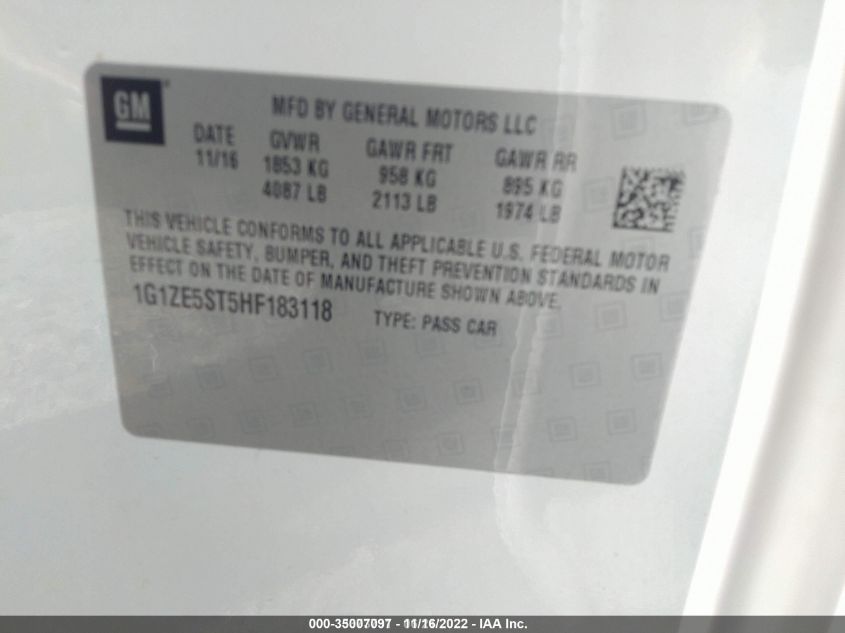 GM
MFD BY GENERAL MOTORS LLC
DATE GVWR GAWR FRT GAWR RR
11/16 1853 KG 958 KG 895 KG
4087 LB 2113 LB 1974 LB
THIS VEHICLE CONFORMS TO ALL APPLICABLE U.S. FEDERAL MOTOR
VEHICLE SAFETY, BUMPER, AND THEFT PREVENTION STANDARDS IN
EFFECT ON THE DATE OF MANUFACTURE SHOWN ABOVE.
1G1ZE5ST5HF183118 TYPE: PASS CAR
000-35007097 - 11/16/2022 - IAA Inc.